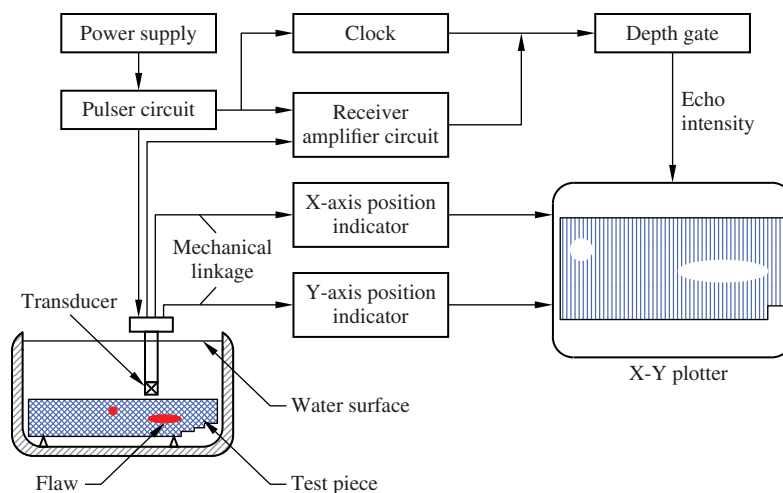 Power supply
Clock
Depth gate
Pulser circuit
Receiver
amplifier circuit
Echo
intensity
X-axis position
indicator
Mechanical
linkage
Transducer
Y-axis position
indicator
X-Y plotter
Water surface
Flaw
Test piece